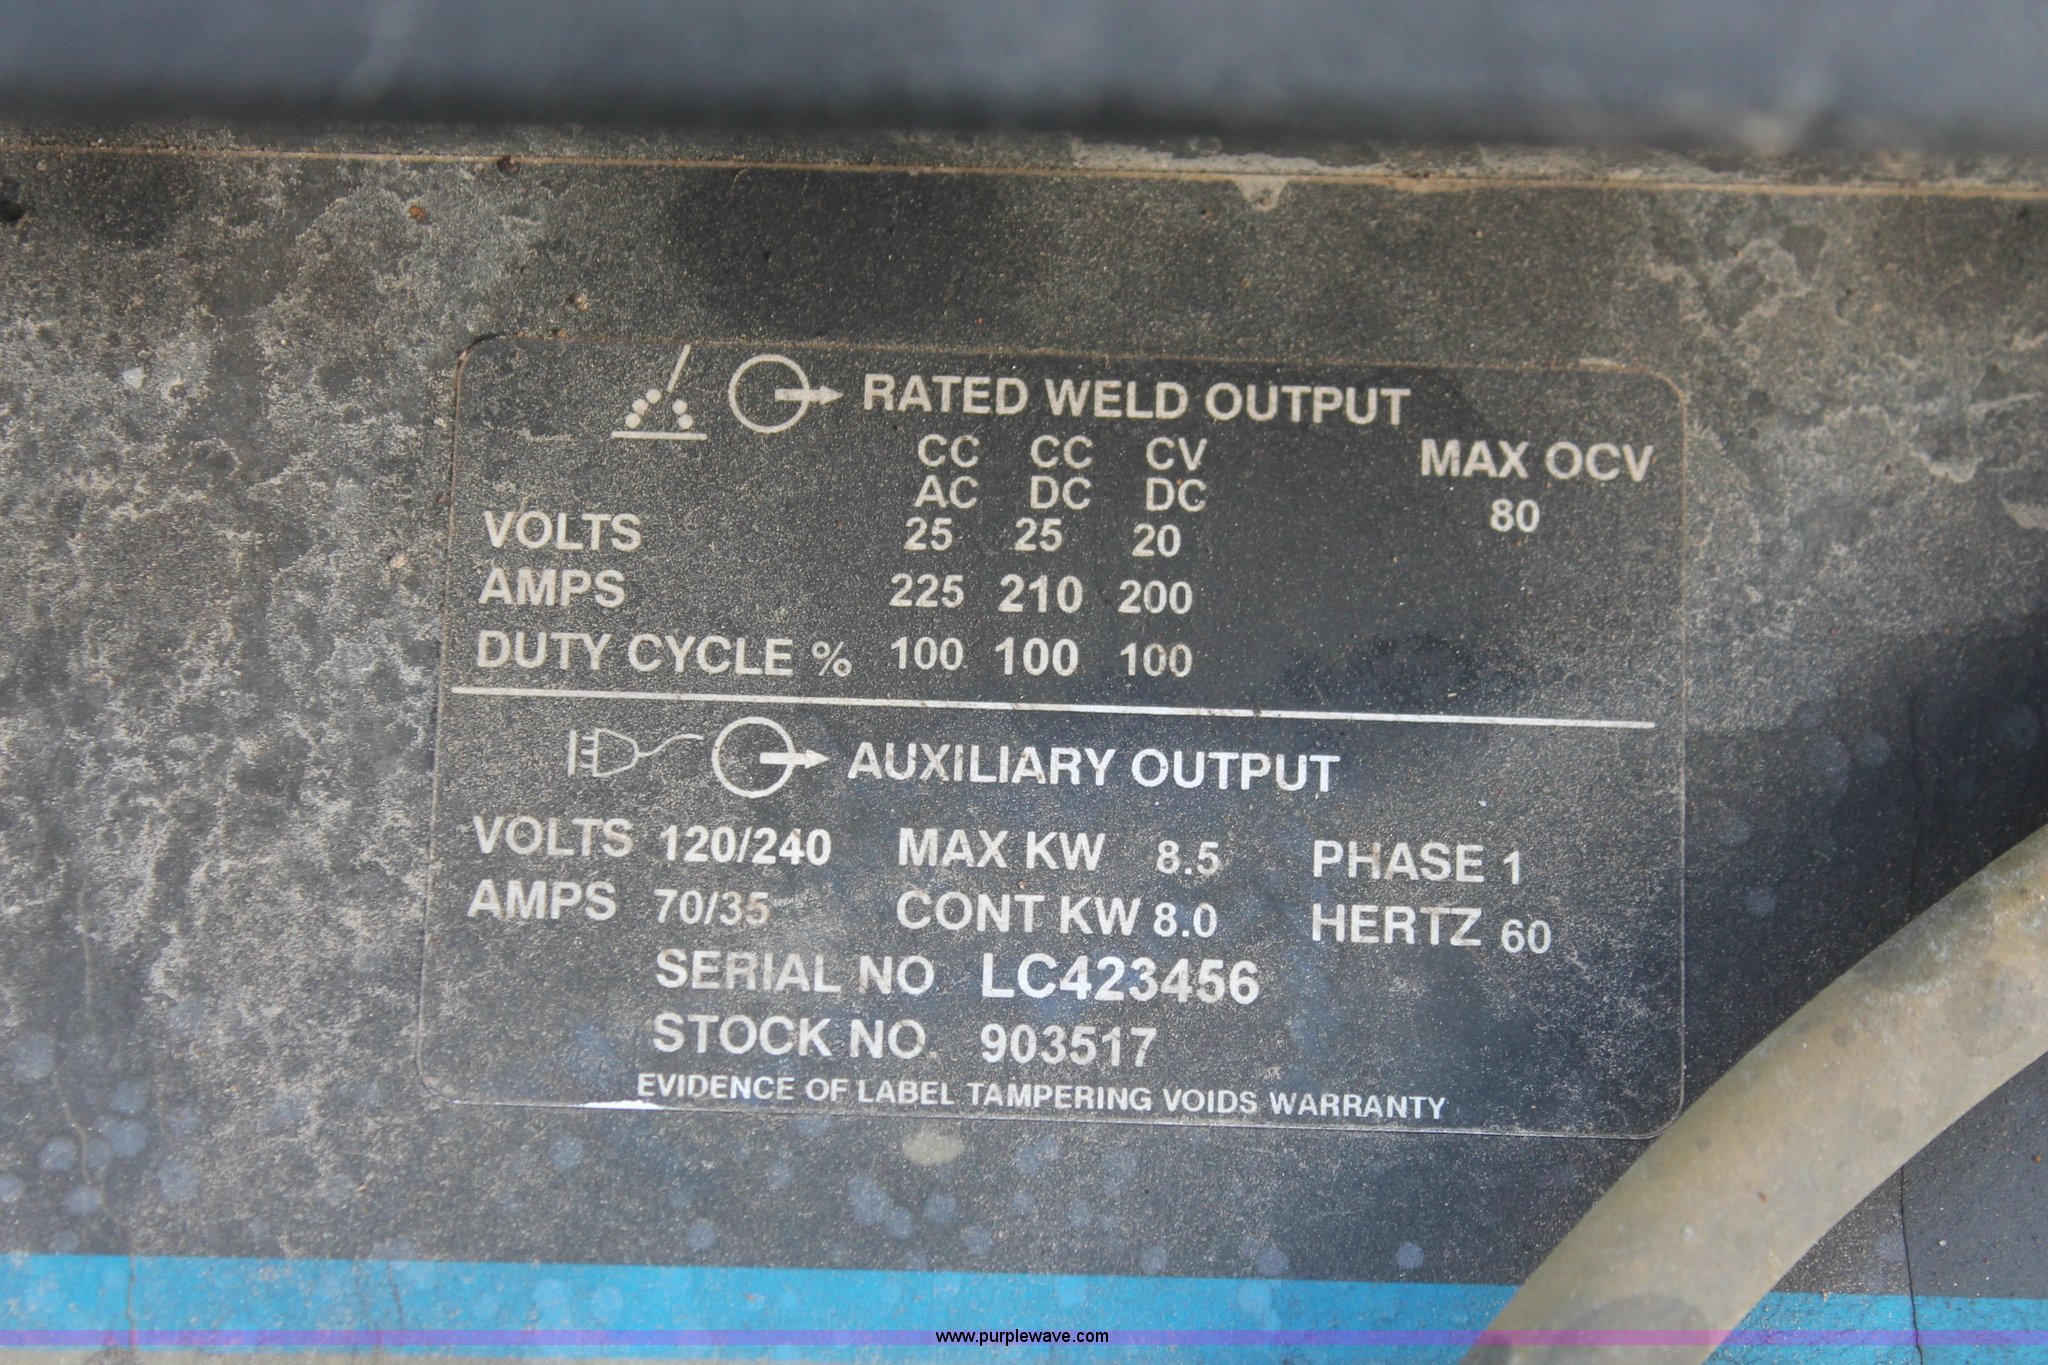 RATED WELD OUTPUT
CC CC CV MAX OCV
AC DC DC 80
VOLTS 25 25 20
AMPS 225 210 200
DUTY CYCLE % 100 100 100
AUXILIARY OUTPUT
VOLTS 120/240 MAX KW 8.5 PHASE 1
AMPS 70/35 CONT KW 8.0 HERTZ 60
SERIAL NO LC423456
STOCK NO. 903517
EVIDENCE OF LABEL TAMPERING VOIDS WARRANTY
www.purplewave.com